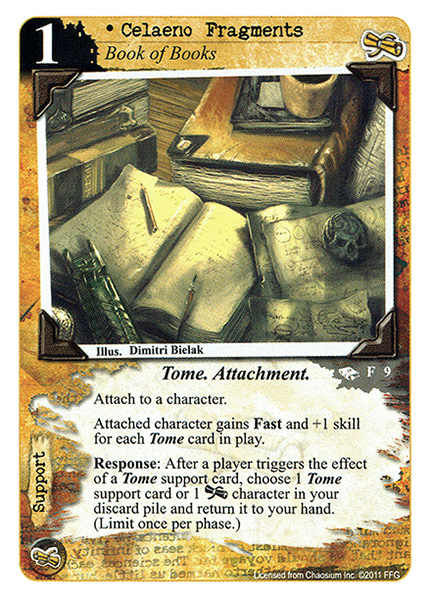 1
• Celaeno Fragments
Book of Books
Illus. Dimitri Bielak
Tome. Attachment.
F 9
Attach to a character.
Attached character gains Fast and +1 skill
for each Tome card in play.
Response: After a player triggers the effect
of a Tome support card, choose 1 Tome
support card or 1 character in your
discard pile and return it to your hand.
(Limit once per phase.)
Support
Licensed from Chaosium Inc. ©2011 FFG